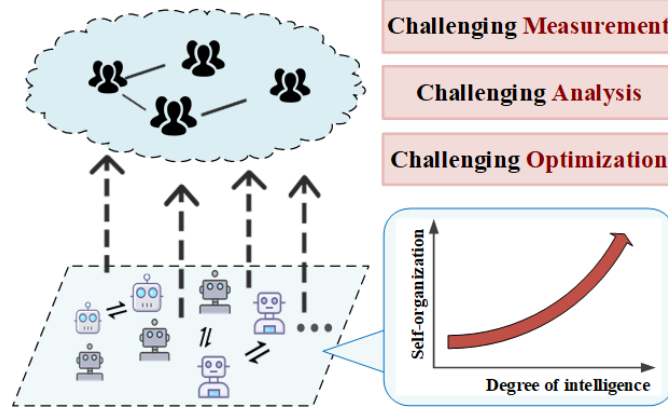 Challenging Measurement
Challenging Analysis
Challenging Optimization
Self-organization
Degree of intelligence